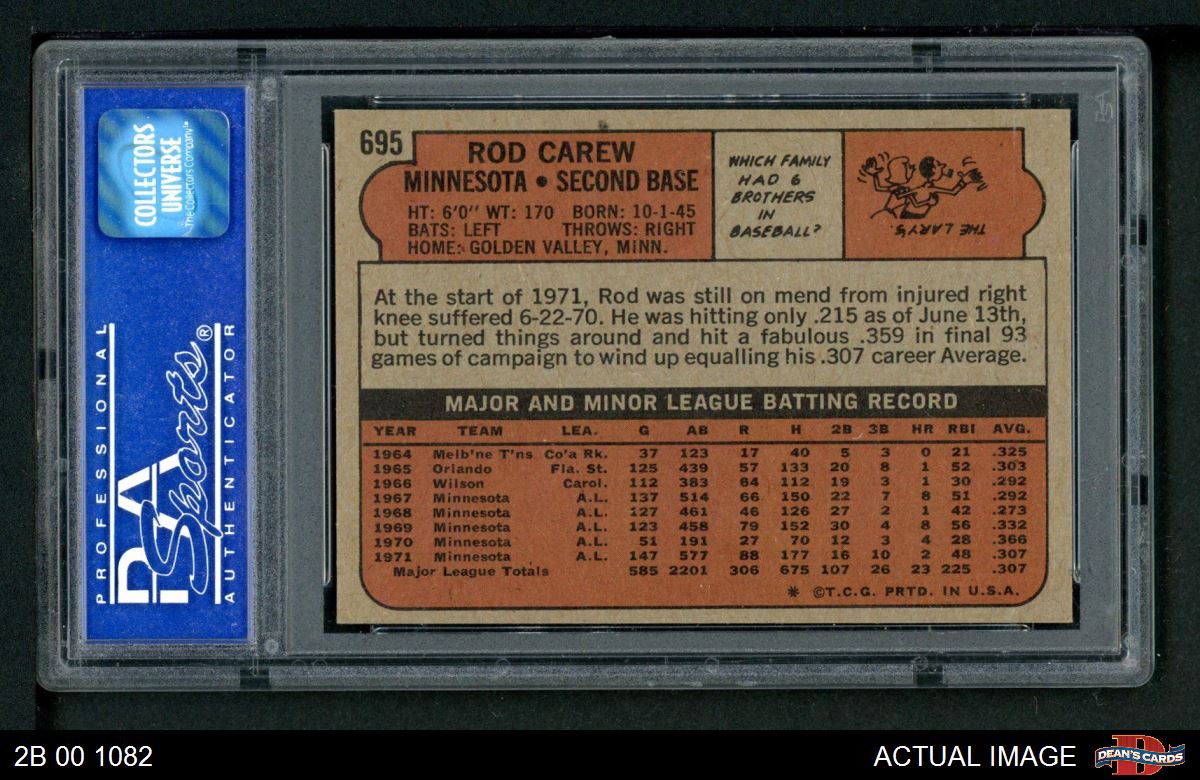 COLLECTORS
UNIVERSE
The Collectors Company™
PROFESSIONAL
PSA
Sports®
AUTHENTICATOR
695
ROD CAREW
MINNESOTA • SECOND BASE
HT: 6'0" WT: 170 BORN: 10-1-45
BATS: LEFT THROWS: RIGHT
HOME: GOLDEN VALLEY, MINN.
WHICH FAMILY
HAD 6
BROTHERS
IN
BASEBALL?
THE LARY'S.
At the start of 1971, Rod was still on mend from injured right
knee suffered 6-22-70. He was hitting only .215 as of June 13th,
but turned things around and hit a fabulous .359 in final 93
games of campaign to wind up equalling his .307 career Average.
MAJOR AND MINOR LEAGUE BATTING RECORD
YEAR TEAM LEA. G AB R H 2B 3B HR RBI AVG.
1964 Melb'ne T'ns Co'a Rk. 37 123 17 40 5 3 0 21 .325
1965 Orlando Fla. St. 125 439 57 133 20 8 1 52 .303
1966 Wilson Carol. 112 383 64 112 19 3 1 30 .292
1967 Minnesota A.L. 137 514 66 150 22 7 8 51 .292
1968 Minnesota A.L. 127 461 46 126 27 2 1 42 .273
1969 Minnesota A.L. 123 458 79 152 30 4 8 56 .332
1970 Minnesota A.L. 51 191 27 70 12 3 4 28 .366
1971 Minnesota A.L. 147 577 88 177 16 10 2 48 .307
Major League Totals 585 2201 306 675 107 26 23 225 .307
* ©T.C.G. PRTD. IN U.S.A.
PSA
2B 00 1082
ACTUAL IMAGE
D
DEAN'S CARDS